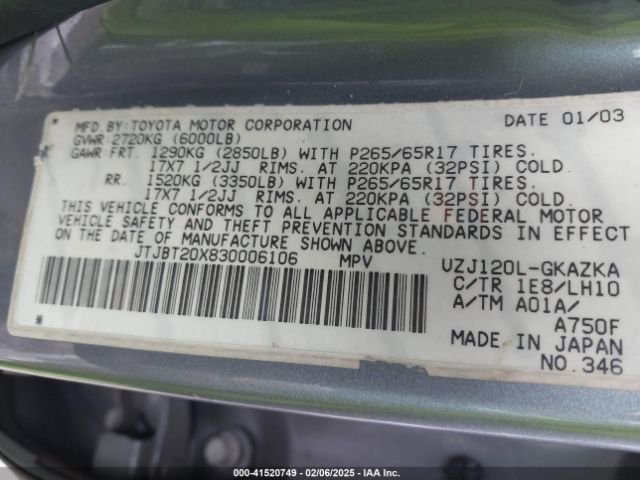 MFD. BY: TOYOTA MOTOR CORPORATION DATE 01/03
GVWR: 2720KG (6000LB)
GAWR: FRT. 1290KG (2850LB) WITH P265/65R17 TIRES.
17X7 1/2JJ RIMS. AT 220KPA (32PSI) COLD.
RR. 1520KG (3350LB) WITH P265/65R17 TIRES.
17X7 1/2JJ RIMS. AT 220KPA (32PSI) COLD.
THIS VEHICLE CONFORMS TO ALL APPLICABLE FEDERAL MOTOR
VEHICLE SAFETY AND THEFT PREVENTION STANDARDS IN EFFECT
ON DATE OF MANUFACTURE SHOWN ABOVE.
JTJBT20X830006106 MPV UZJ120L-GKAZKA
C/TR 1E8/LH10
A/TM A01A/
A750F
MADE IN JAPAN
NO. 346
000-41520749 - 02/06/2025 - IAA Inc.